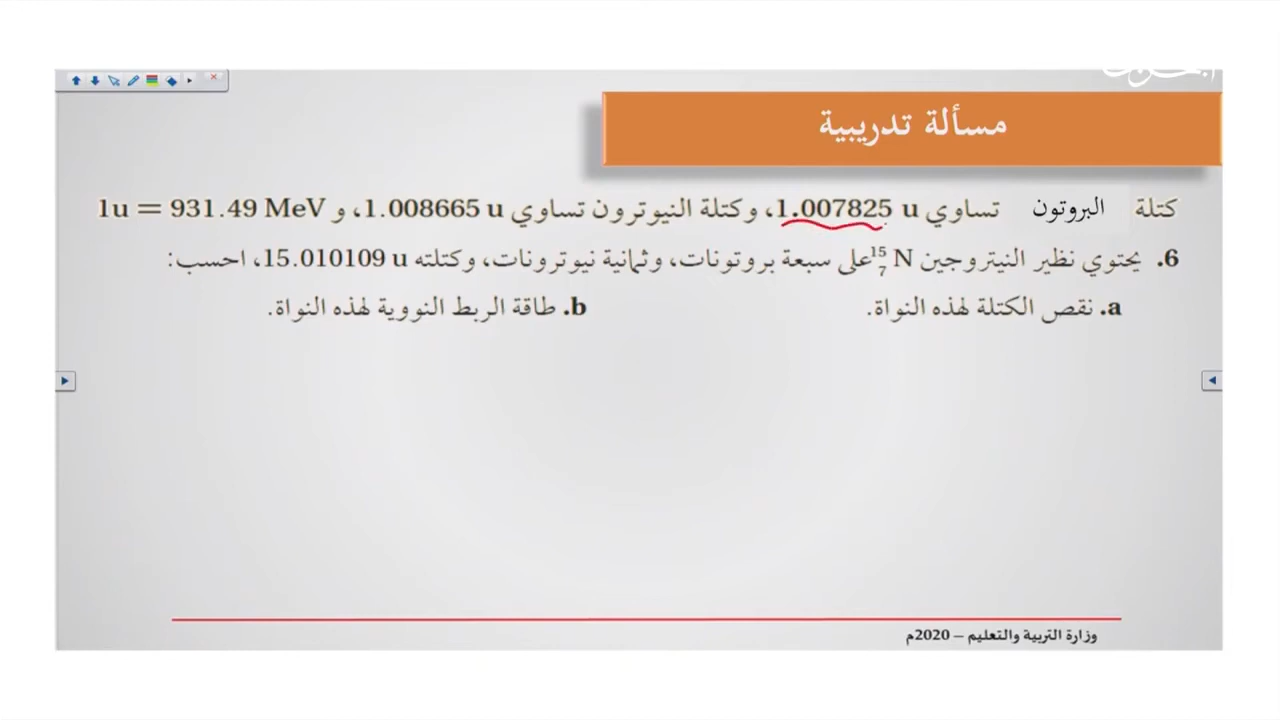 مسألة تدريبية
كتلة البروتون تساوي 1.007825 u، وكتلة النيوترون تساوي 1.008665 u، و 1u = 931.49 MeV
6. يحتوي نظير النيتروجين ¹⁵₇N على سبعة بروتونات، وثمانية نيوترونات، وكتلته 15.010109 u، احسب:
a. نقص الكتلة لهذه النواة. b. طاقة الربط النووية لهذه النواة.
وزارة التربية والتعليم – 2020م